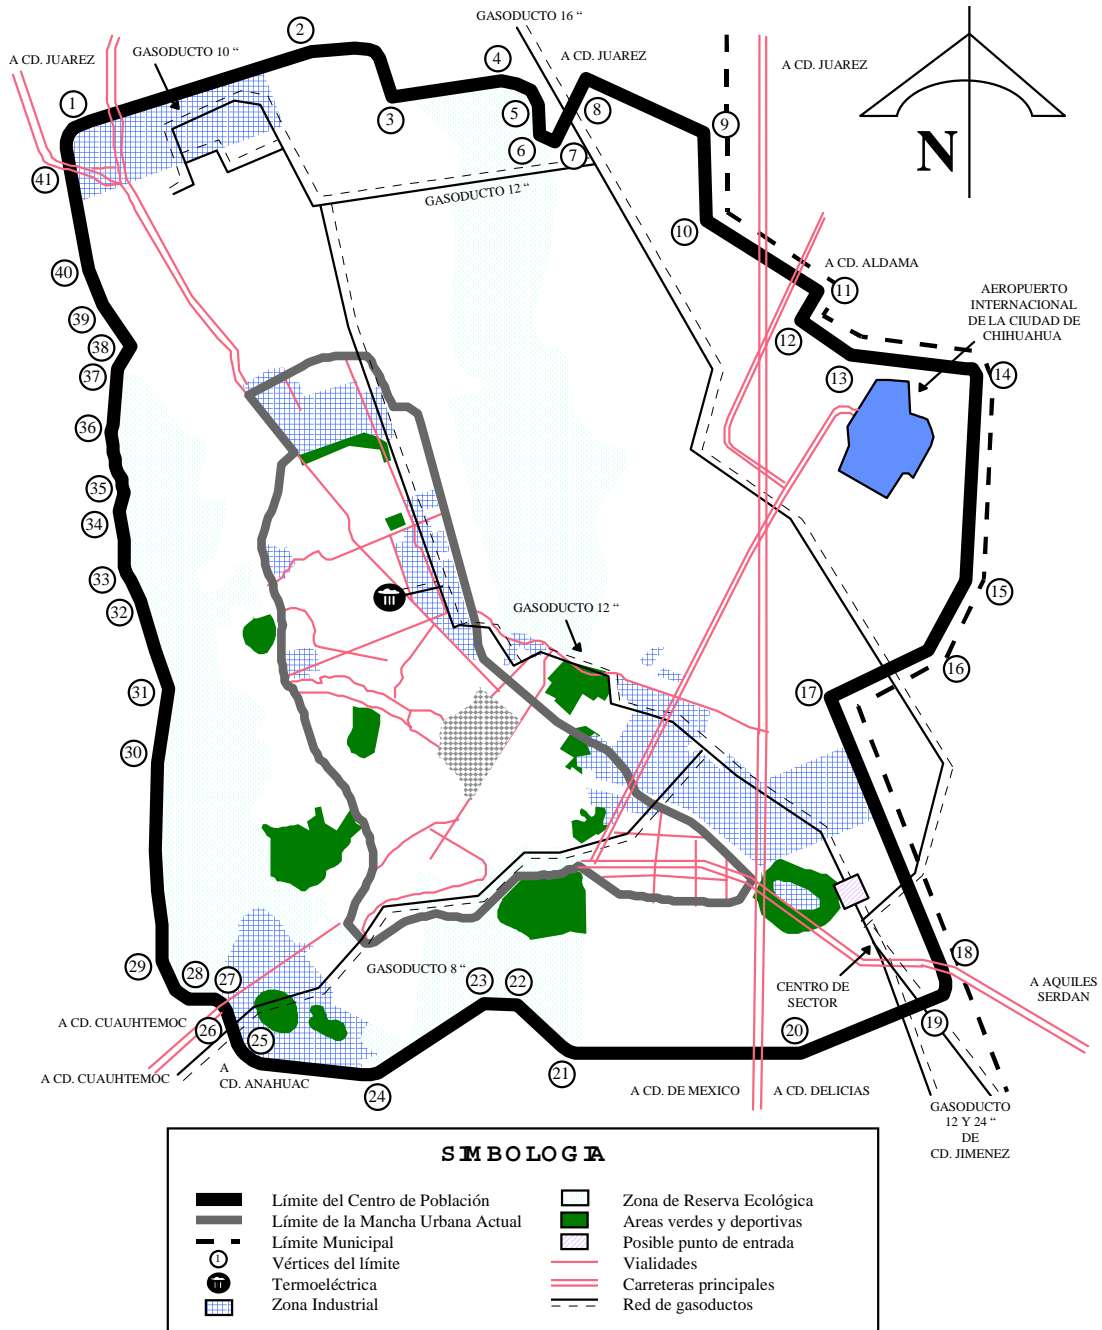 GASODUCTO 16 “
2
GASODUCTO 10 “
A CD. JUAREZ
4
A CD. JUAREZ
A CD. JUAREZ
1
3
5
8
9
6
7
41
GASODUCTO 12 “
N
10
40
A CD. ALDAMA
11
39
AEROPUERTO
INTERNACIONAL
DE LA CIUDAD DE
CHIHUAHUA
12
38
37
13
14
36
35
34
33
32
15
GASODUCTO 12 “
16
31
17
30
29
28
27
GASODUCTO 8 “
23
22
18
CENTRO DE
SECTOR
A AQUILES
SERDAN
A CD. CUAUHTEMOC
26
25
20
19
21
A CD. CUAUHTEMOC
A
CD. ANAHUAC
24
A CD. DE MEXICO
A CD. DELICIAS
GASODUCTO
12 Y 24 “
DE
CD. JIMENEZ
SIMBOLOGIA
Límite del Centro de Población
Límite de la Mancha Urbana Actual
Límite Municipal
1
Vértices del límite
Termoeléctrica
Zona Industrial
Zona de Reserva Ecológica
Areas verdes y deportivas
Posible punto de entrada
Vialidades
Carreteras principales
Red de gasoductos